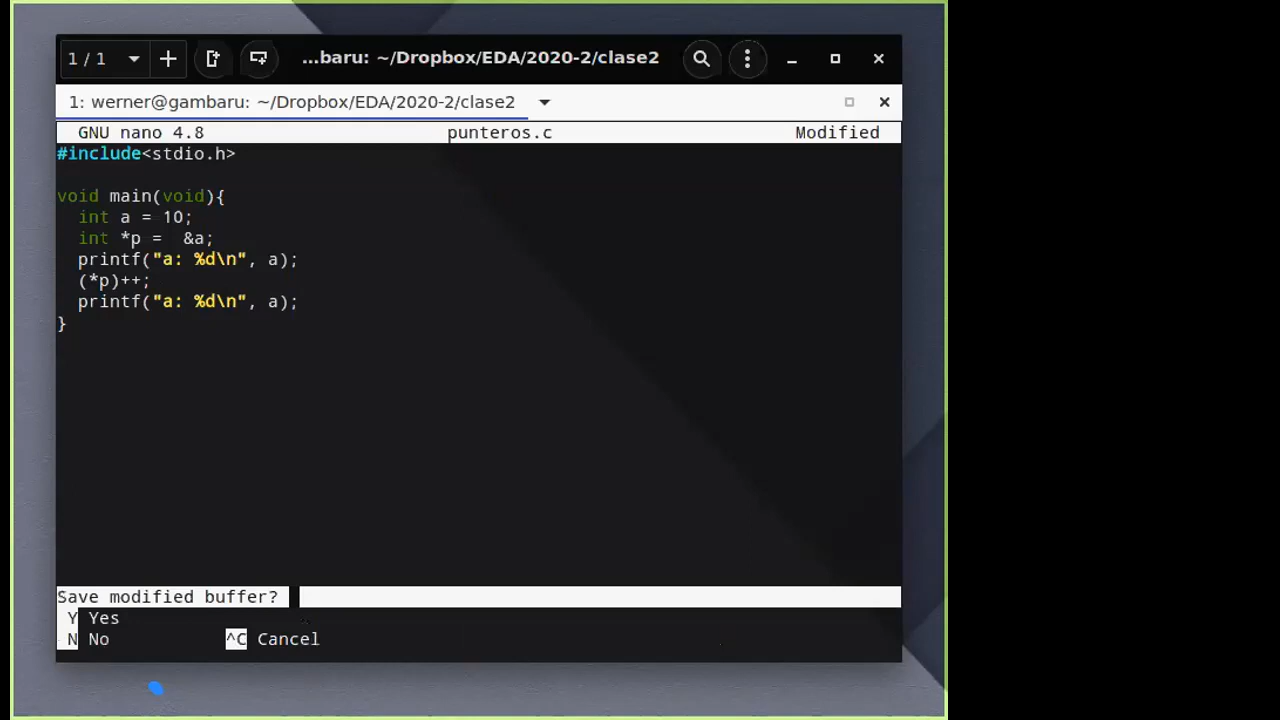 1 / 1 ...baru: ~/Dropbox/EDA/2020-2/clase2
1: werner@gambaru: ~/Dropbox/EDA/2020-2/clase2
GNU nano 4.8 punteros.c Modified
#include<stdio.h>
void main(void){
int a = 10;
int *p =  &a;
printf("a: %d\n", a);
(*p)++;
printf("a: %d\n", a);
}
Save modified buffer?
Y Yes
N No ^C Cancel